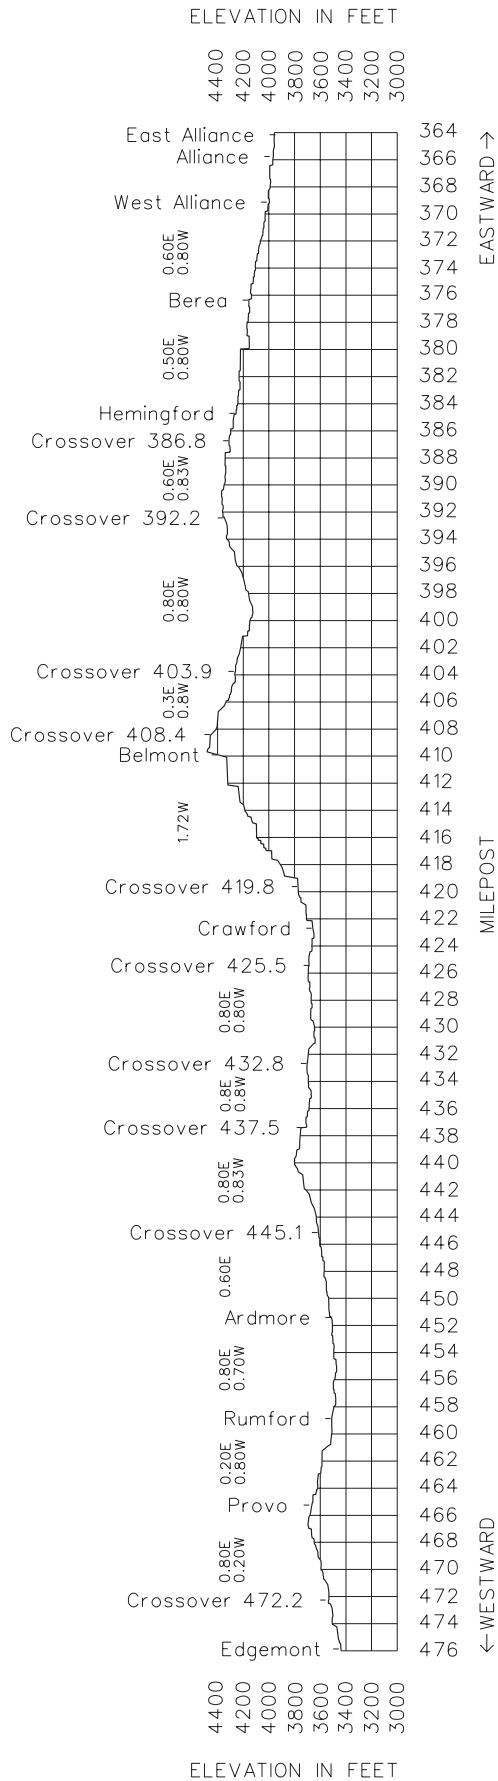 ELEVATION IN FEET
4400 4200 4000 3800 3600 3400 3200 3000
East Alliance
Alliance
West Alliance
0.60E
0.80W
Berea
0.50E
0.80W
Hemingford
Crossover 386.8
0.60E
0.83W
Crossover 392.2
0.80E
0.80W
Crossover 403.9
0.3E
0.8W
Crossover 408.4
Belmont
1.72W
Crossover 419.8
Crawford
Crossover 425.5
0.80E
0.80W
Crossover 432.8
0.8E
0.8W
Crossover 437.5
0.80E
0.83W
Crossover 445.1
0.60E
Ardmore
0.80E
0.70W
Rumford
0.20E
0.80W
Provo
0.80E
0.20W
Crossover 472.2
Edgemont
364
366
368
370
372
374
376
378
380
382
384
386
388
390
392
394
396
398
400
402
404
406
408
410
412
414
416
418
420
422
424
426
428
430
432
434
436
438
440
442
444
446
448
450
452
454
456
458
460
462
464
466
468
470
472
474
476
EASTWARD →
MILEPOST
←WESTWARD
4400 4200 4000 3800 3600 3400 3200 3000
ELEVATION IN FEET